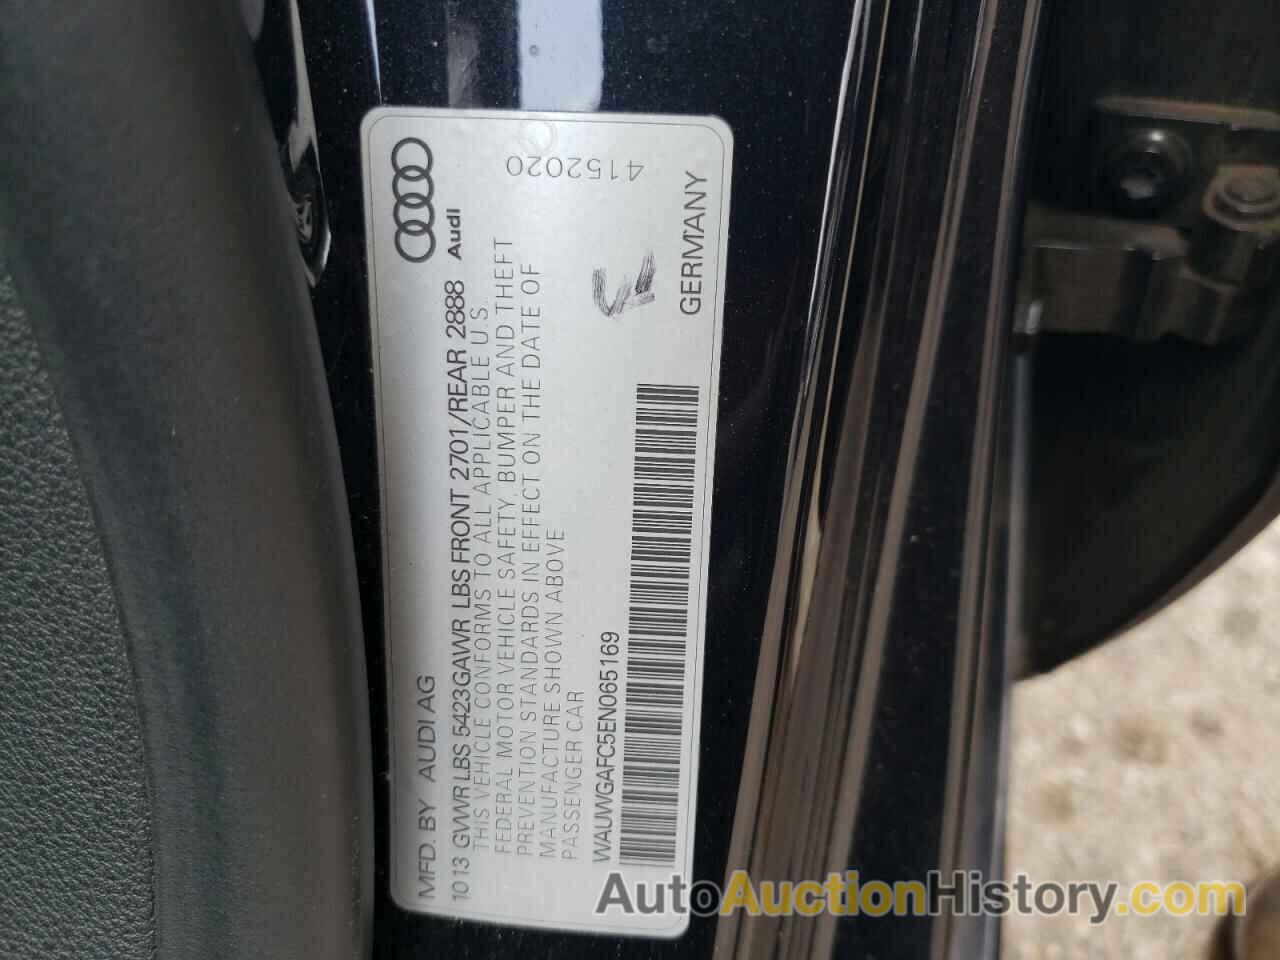 MFD. BY AUDI AG
Audi
1013 GVWR LBS 5423GAWR LBS FRONT 2701/REAR 2888
THIS VEHICLE CONFORMS TO ALL APPLICABLE U S.
FEDERAL MOTOR VEHICLE SAFETY, BUMPER AND THEFT
PREVENTION STANDARDS IN EFFECT ON THE DATE OF
MANUFACTURE SHOWN ABOVE
PASSENGER CAR
4152020
WAUWGAFC5EN065169
GERMANY
AutoAuctionHistory.com